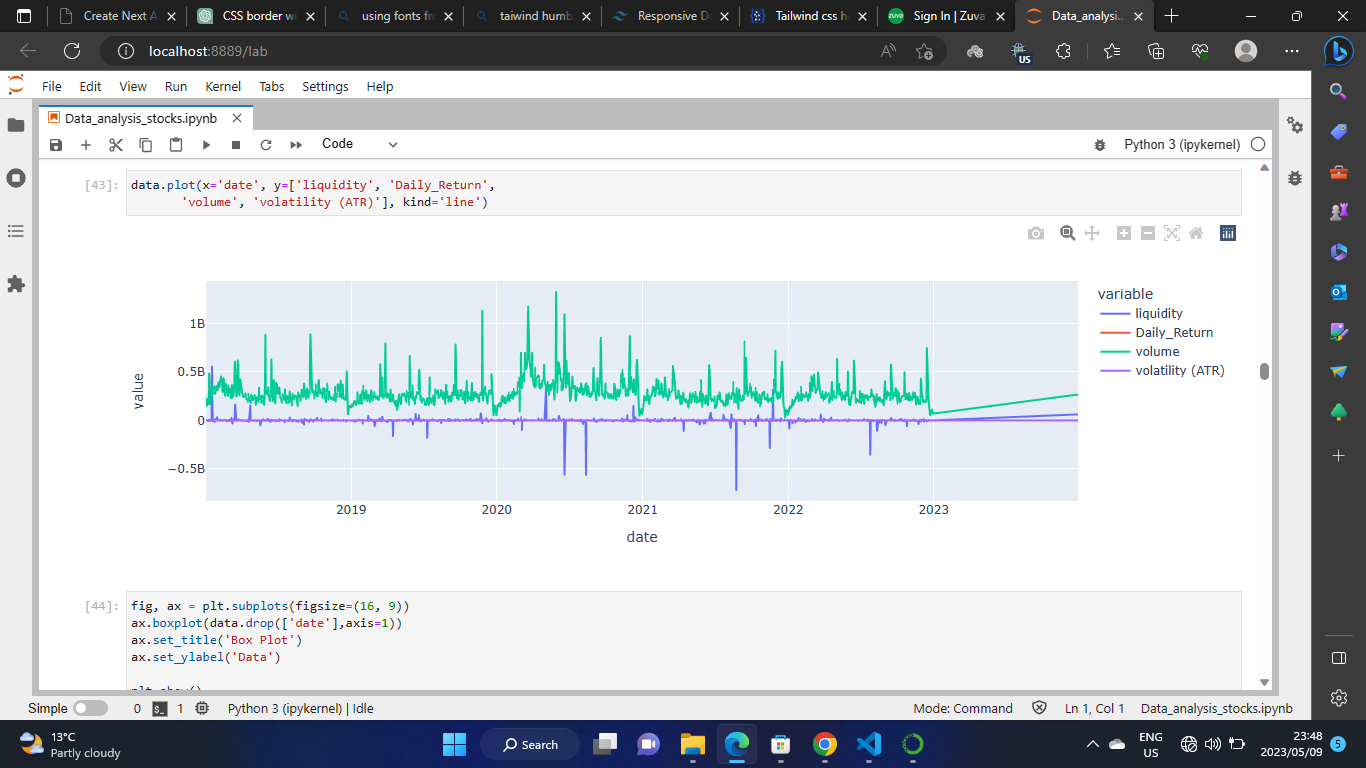 Create Next A
CSS border wi
using fonts fro
taiwind humb
Responsive D
Tailwind css h
Sign In | Zuva
Data_analysi...
localhost:8889/lab
US
File Edit View Run Kernel Tabs Settings Help
Data_analysis_stocks.ipynb
Code
Python 3 (ipykernel)
[43]:
data.plot(x='date', y=['liquidity', 'Daily_Return',
'volume', 'volatility (ATR)'], kind='line')
variable
liquidity
Daily_Return
volume
volatility (ATR)
1B
0.5B
0
−0.5B
value
2019 2020 2021 2022 2023
date
[44]:
fig, ax = plt.subplots(figsize=(16, 9))
ax.boxplot(data.drop(['date'],axis=1))
ax.set_title('Box Plot')
ax.set_ylabel('Data')
plt.show()
Simple 0 1 Python 3 (ipykernel) | Idle Mode: Command Ln 1, Col 1 Data_analysis_stocks.ipynb
13°C
Partly cloudy
Search
ENG
US
23:48
2023/05/09
5